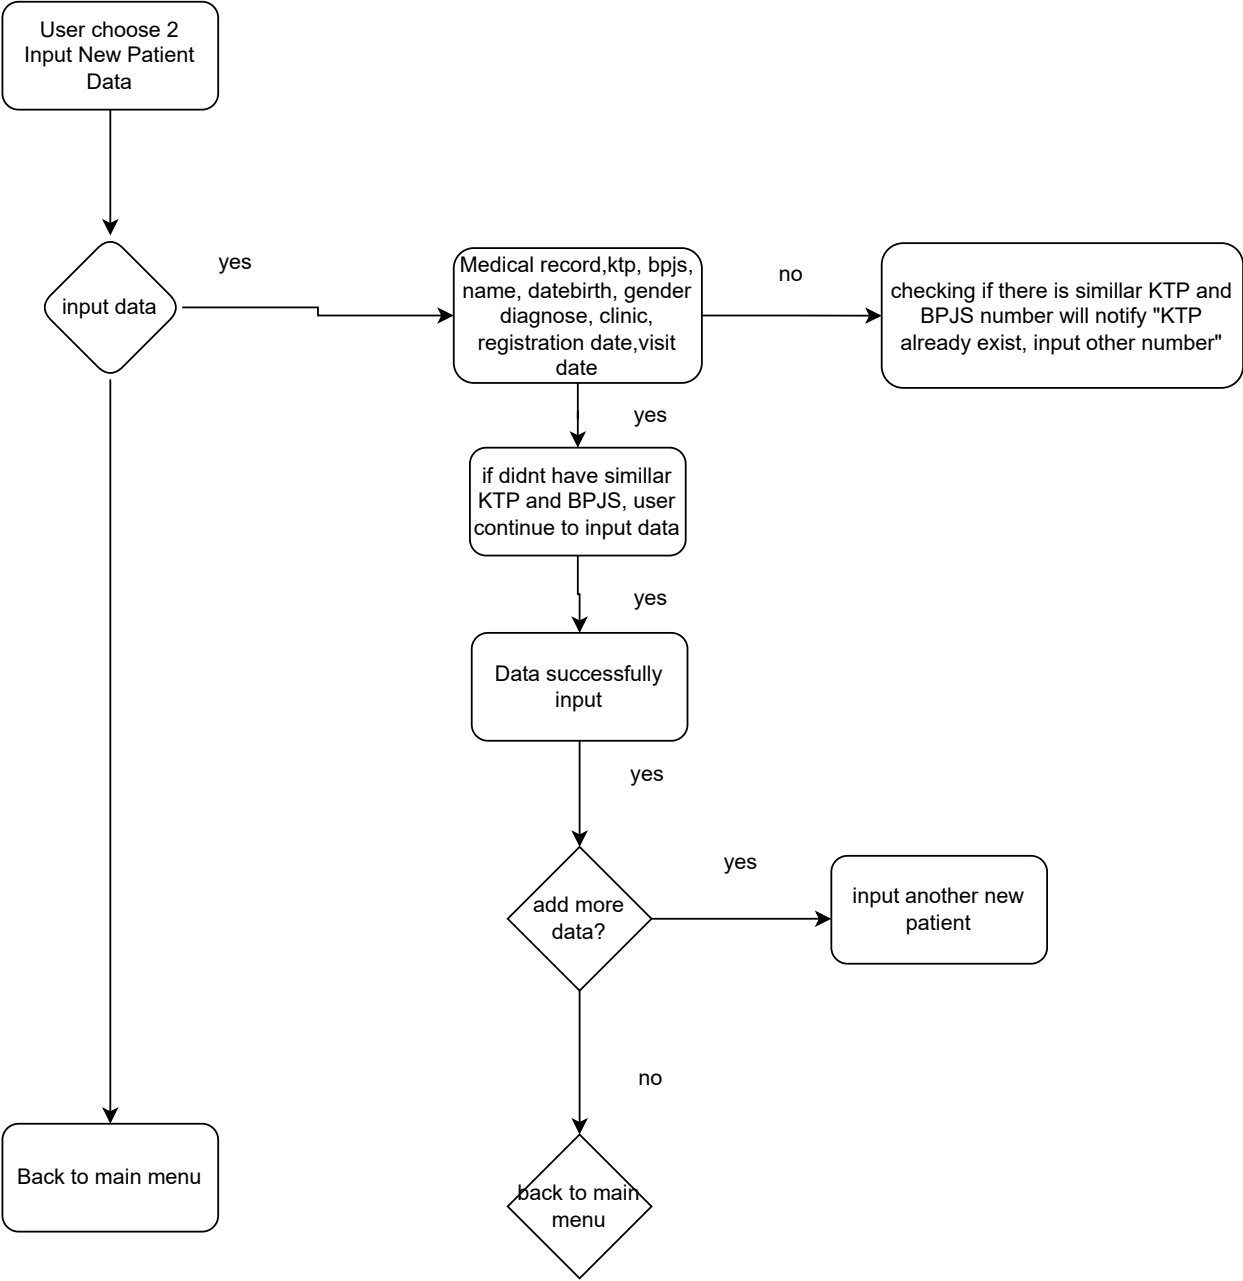 User choose 2
Input New Patient
Data
yes
input data
Medical record,ktp, bpjs,
name, datebirth, gender
diagnose, clinic,
registration date,visit
date
no
checking if there is simillar KTP and
BPJS number will notify "KTP
already exist, input other number"
yes
if didnt have simillar
KTP and BPJS, user
continue to input data
yes
Data successfully
input
yes
add more
data?
yes
input another new
patient
no
Back to main menu
back to main
menu